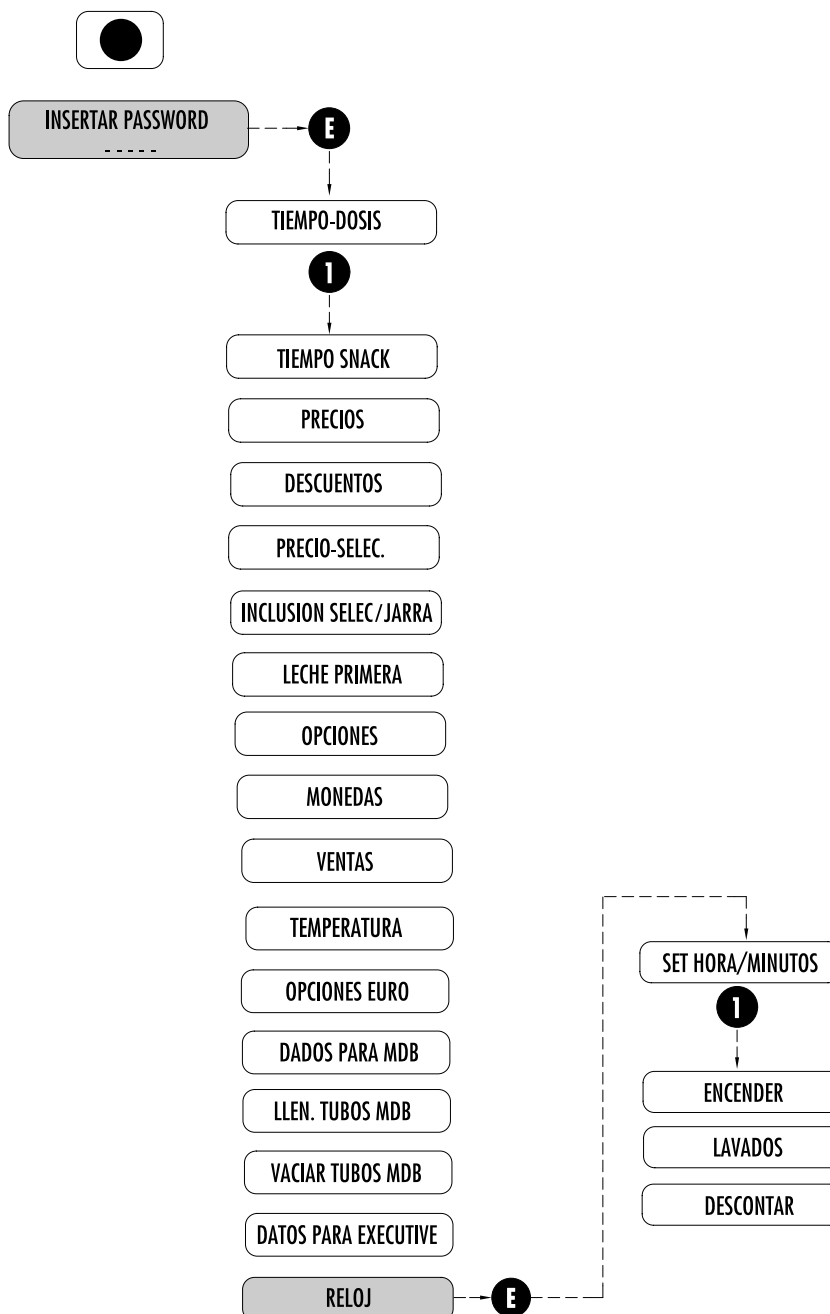 INSERTAR PASSWORD
- - - - -
E
TIEMPO-DOSIS
1
TIEMPO SNACK
PRECIOS
DESCUENTOS
PRECIO-SELEC.
INCLUSION SELEC/JARRA
LECHE PRIMERA
OPCIONES
MONEDAS
VENTAS
TEMPERATURA
OPCIONES EURO
DADOS PARA MDB
LLEN. TUBOS MDB
VACIAR TUBOS MDB
DATOS PARA EXECUTIVE
RELOJ
E
SET HORA/MINUTOS
1
ENCENDER
LAVADOS
DESCONTAR